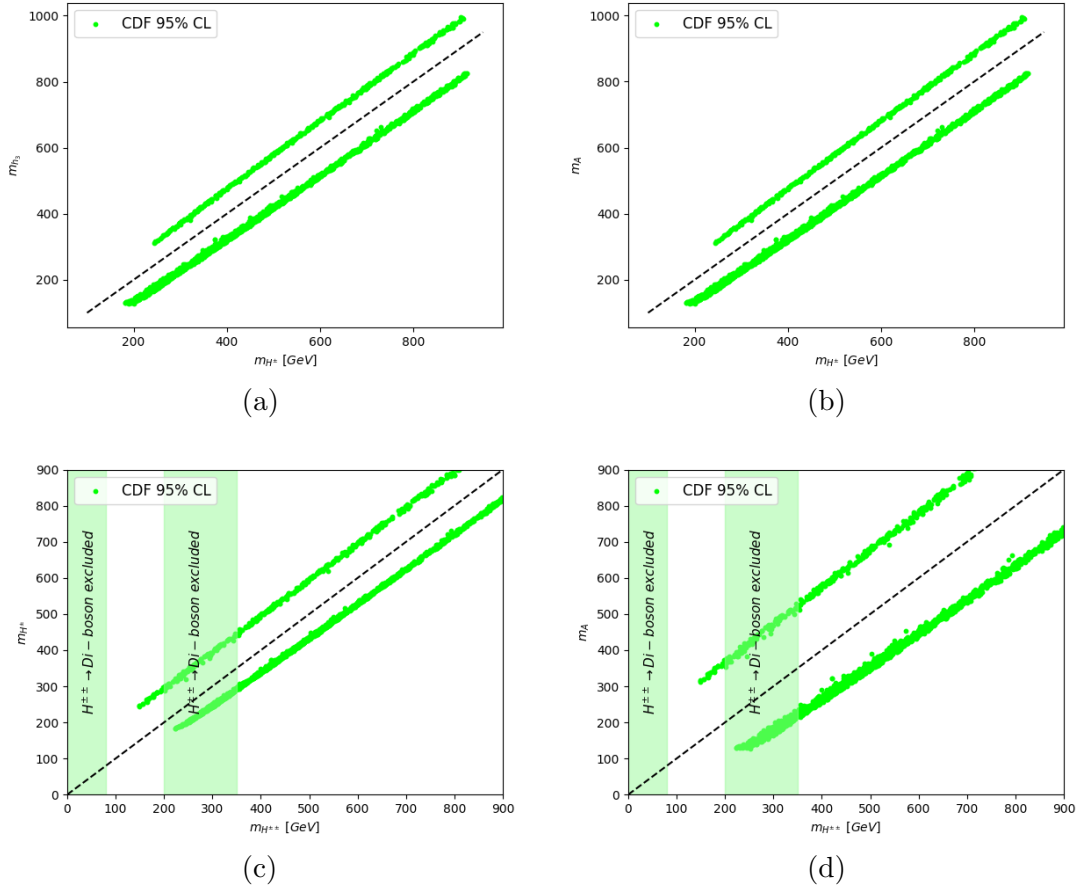 CDF 95% CL
1000
800
600
400
200
m_{h_3}
200 400 600 800
m_{H^±} [GeV]
(a)
CDF 95% CL
1000
800
600
400
200
m_A
200 400 600 800
m_{H^±} [GeV]
(b)
CDF 95% CL
900
800
700
600
500
400
300
200
100
0
m_{H^±}
H^{±±} → Di − boson excluded
H^{±±} → Di − boson excluded
0 100 200 300 400 500 600 700 800 900
m_{H^{±±}} [GeV]
(c)
CDF 95% CL
900
800
700
600
500
400
300
200
100
0
m_A
H^{±±} → Di − boson excluded
H^{±±} → Di − boson excluded
0 100 200 300 400 500 600 700 800 900
m_{H^{±±}} [GeV]
(d)